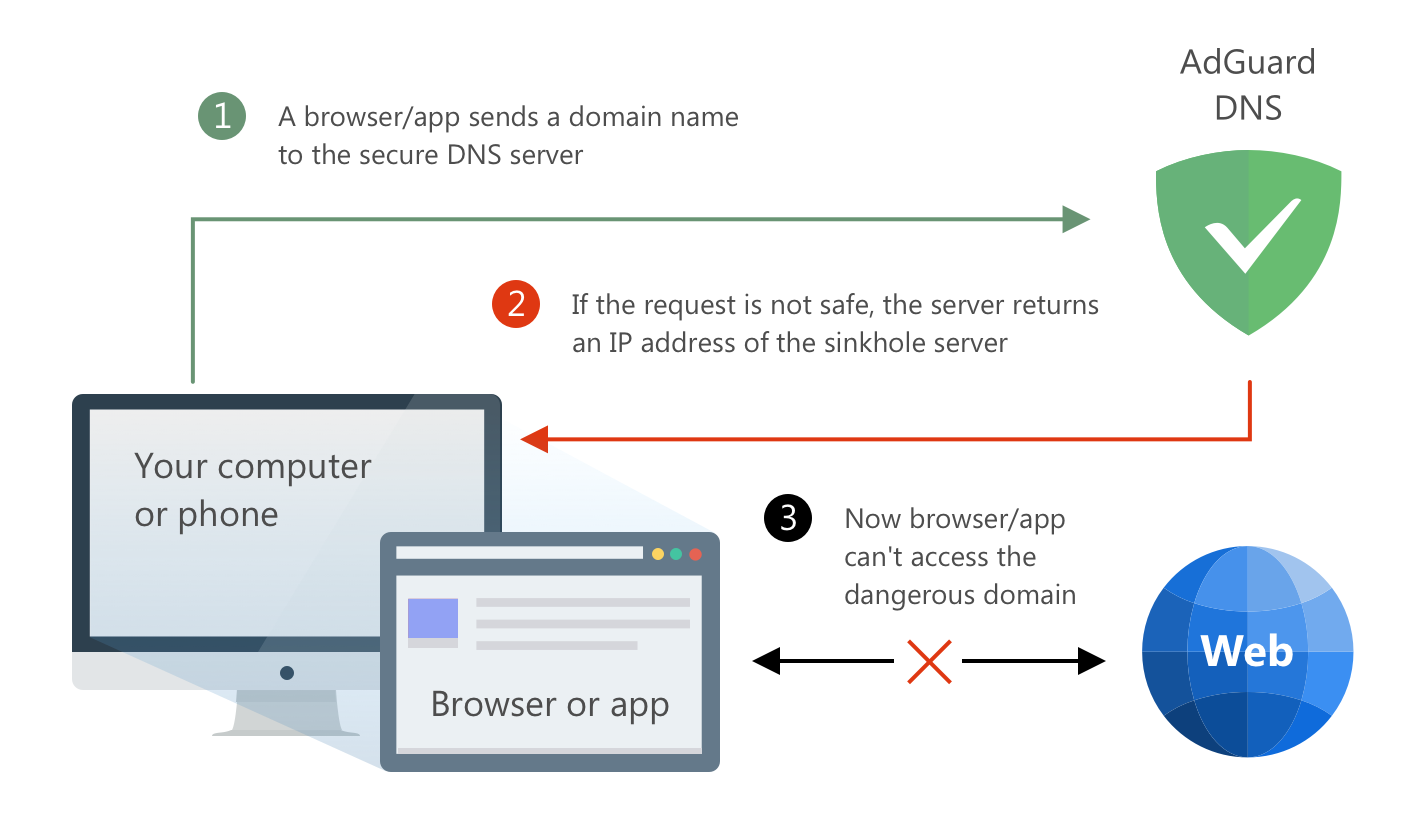 AdGuard
DNS
1
A browser/app sends a domain name
to the secure DNS server
2
If the request is not safe, the server returns
an IP address of the sinkhole server
Your computer
or phone
3
Now browser/app
can't access the
dangerous domain
Web
Browser or app